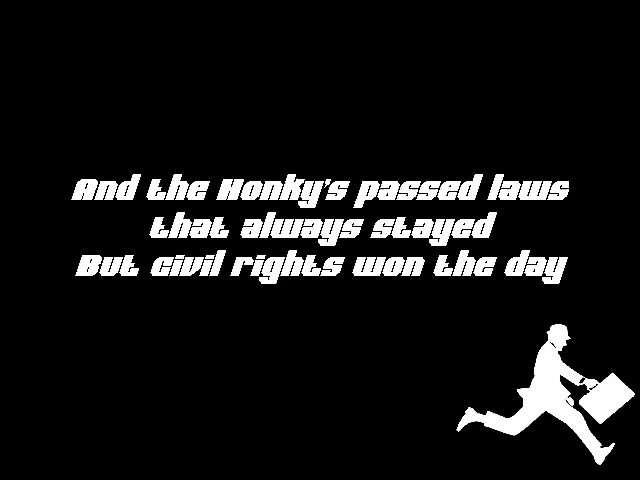 And the Honky's passed laws
that always stayed
But civil rights won the day